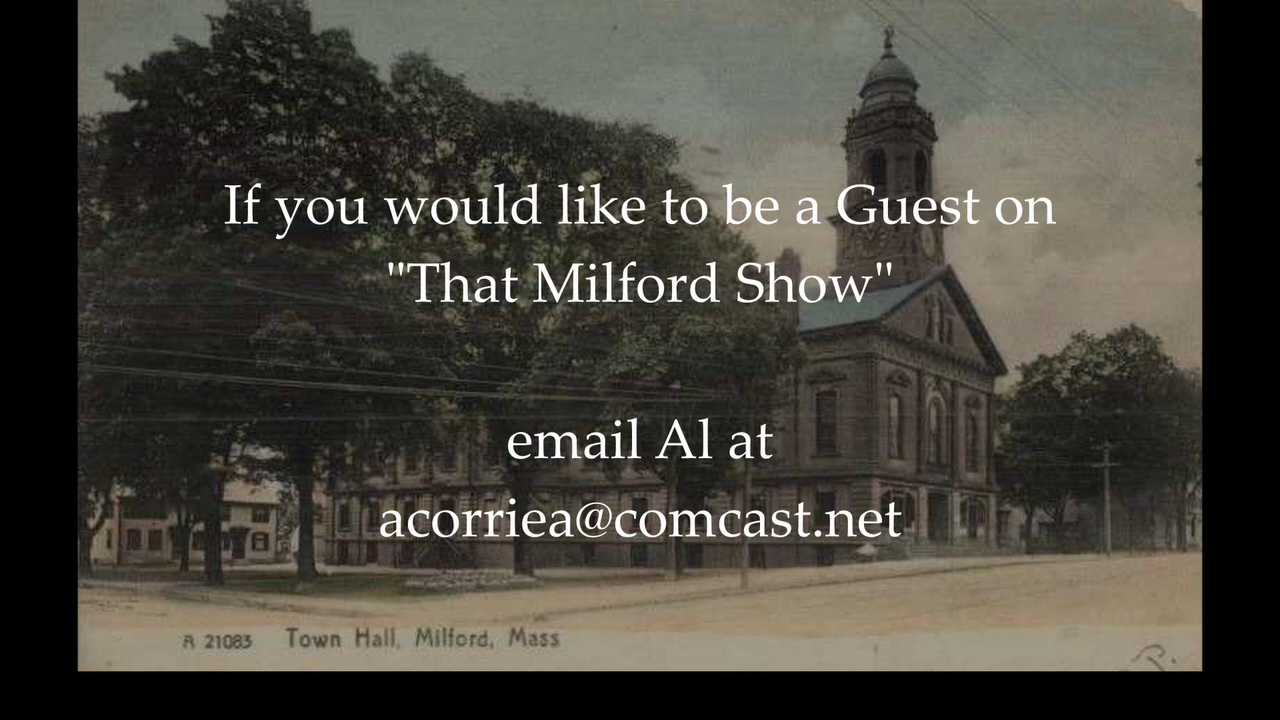 If you would like to be a Guest on
"That Milford Show"
email Al at
acorriea@comcast.net
A 21083 Town Hall, Milford, Mass
R.